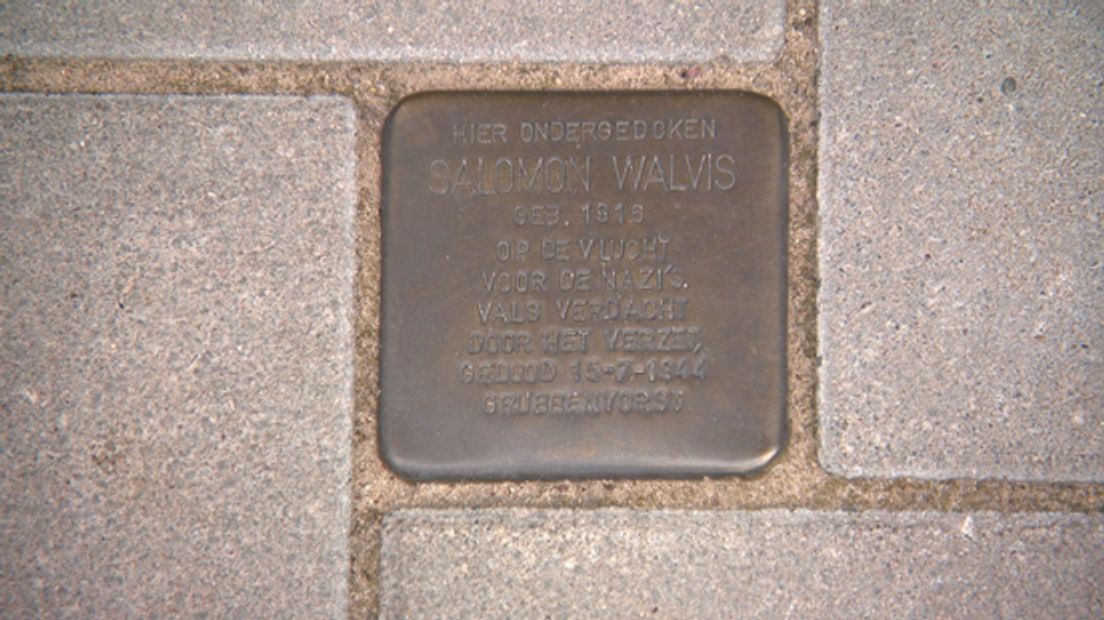 HIER ONDERGEDOKEN
SALOMON WALVIS
GEB. 1916
OP DE VLUCHT
VOOR DE NAZI'S.
VALS VERDACHT
DOOR HET VERZET,
GEDOOD 15-7-1944
GRUBBENVORST